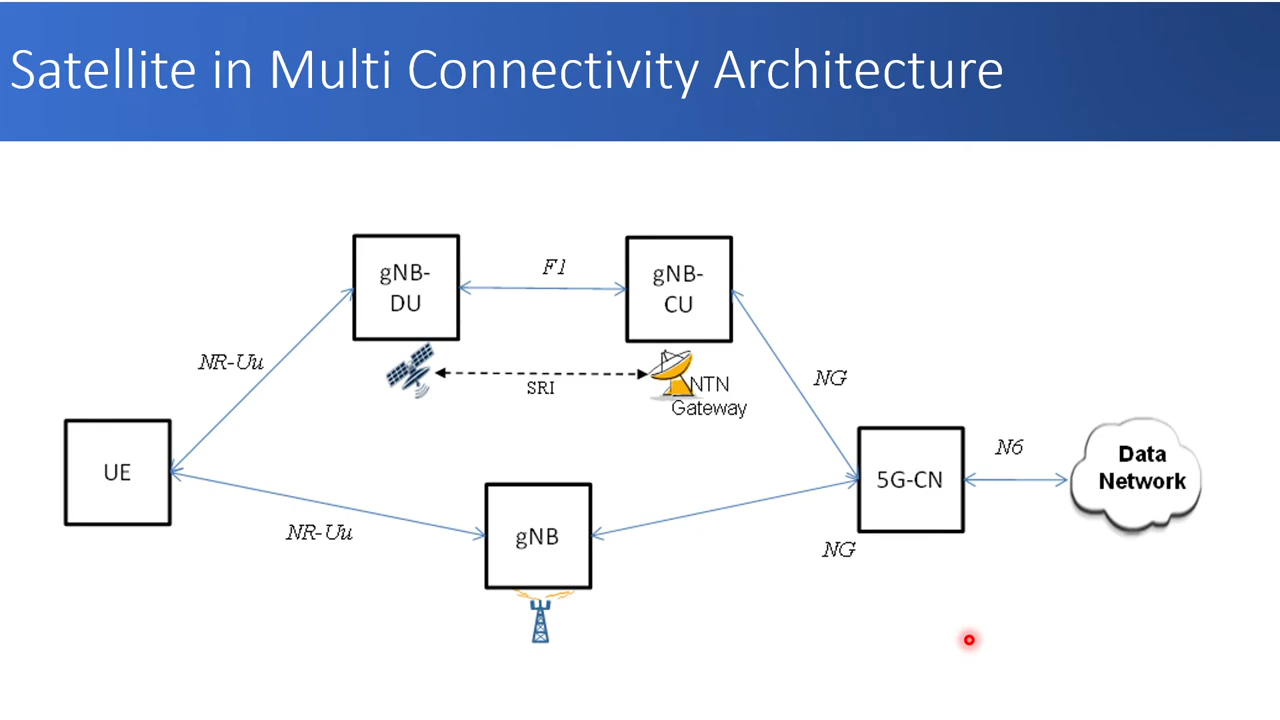 Satellite in Multi Connectivity Architecture
gNB-
DU
F1
gNB-
CU
NR-Uu
SRI
NTN
Gateway
NG
UE
5G-CN
N6
Data
Network
NR-Uu
gNB
NG